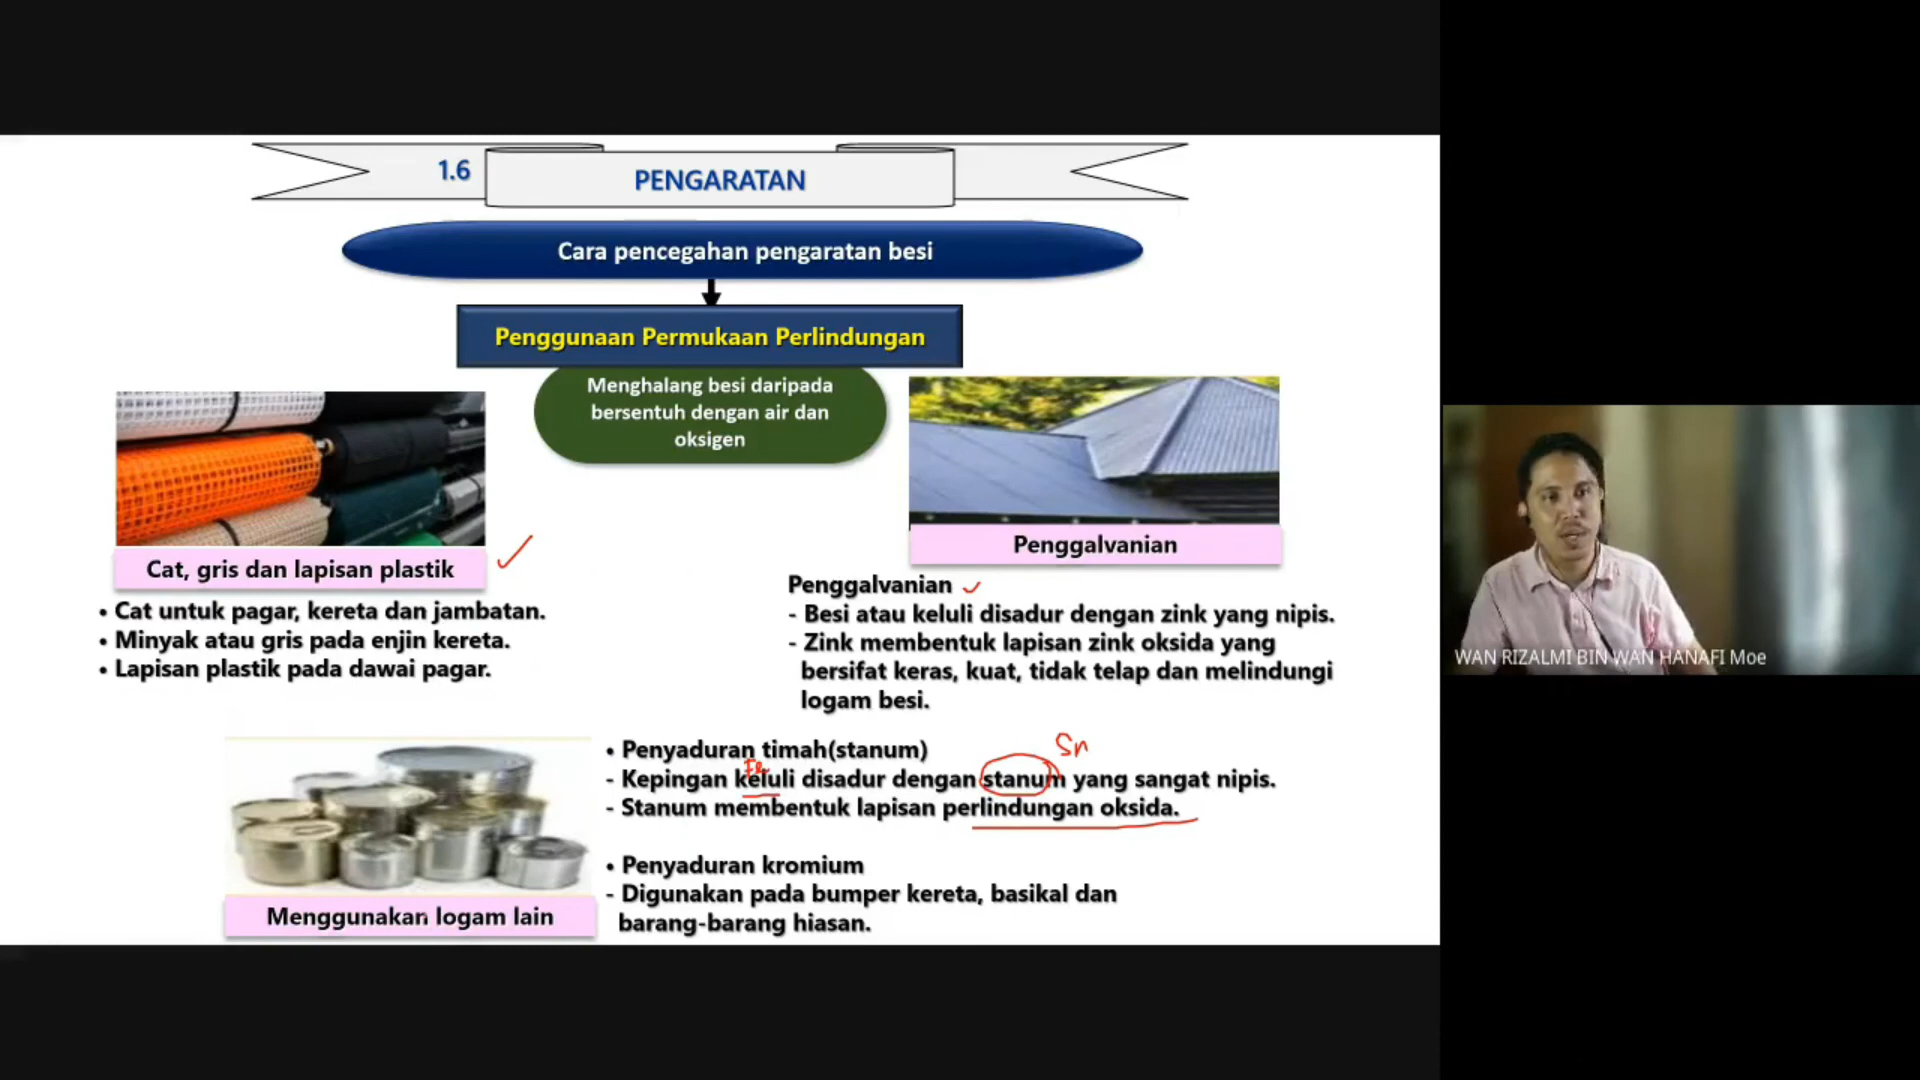 1.6
PENGARATAN
Cara pencegahan pengaratan besi
Penggunaan Permukaan Perlindungan
Menghalang besi daripada
bersentuh dengan air dan
oksigen
Cat, gris dan lapisan plastik
• Cat untuk pagar, kereta dan jambatan.
• Minyak atau gris pada enjin kereta.
• Lapisan plastik pada dawai pagar.
Penggalvanian
Penggalvanian
- Besi atau keluli disadur dengan zink yang nipis.
- Zink membentuk lapisan zink oksida yang
bersifat keras, kuat, tidak telap dan melindungi
logam besi.
• Penyaduran timah(stanum)
Sn
Fe
- Kepingan keluli disadur dengan stanum yang sangat nipis.
- Stanum membentuk lapisan perlindungan oksida.
• Penyaduran kromium
- Digunakan pada bumper kereta, basikal dan
barang-barang hiasan.
Menggunakan logam lain
WAN RIZALMI BIN WAN HANAFI Moe